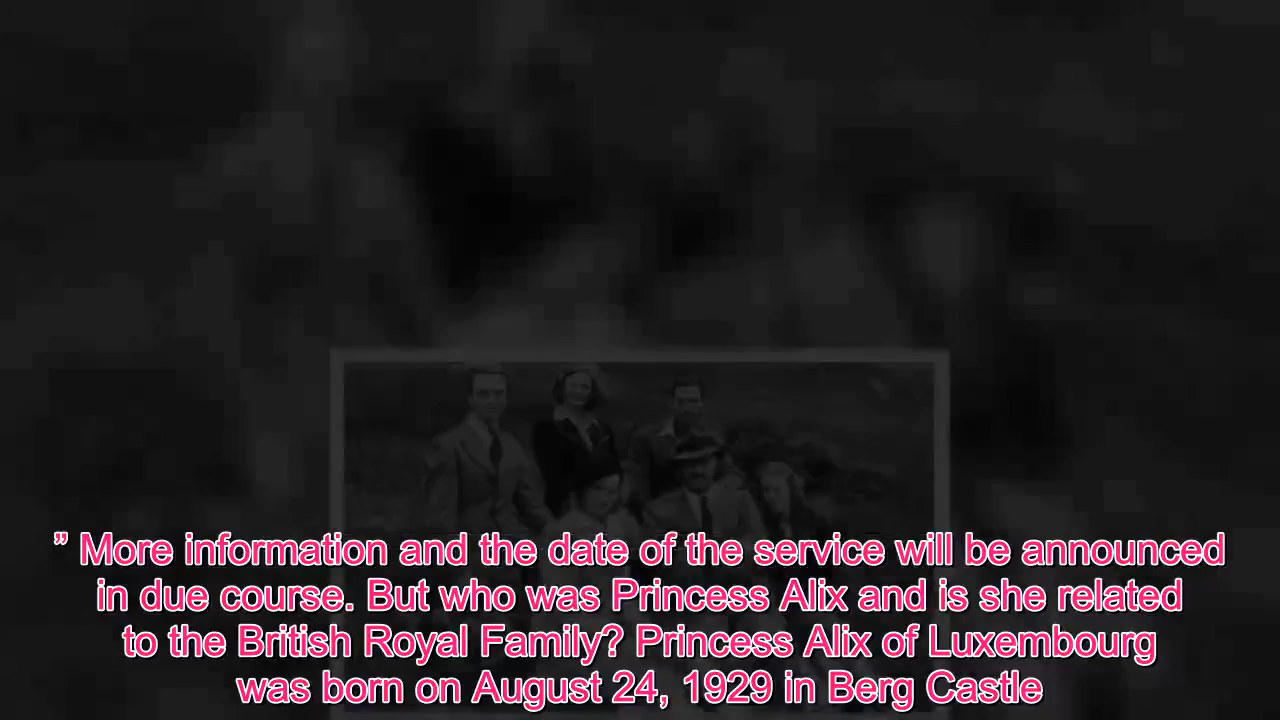 ” More information and the date of the service will be announced
in due course. But who was Princess Alix and is she related
to the British Royal Family? Princess Alix of Luxembourg
was born on August 24, 1929 in Berg Castle